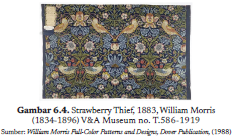 Gambar 6.4. Strawberry Thief, 1883, William Morris
(1834-1896) V&A Museum no. T.586-1919
Sumber: William Morris Full-Color Patterns and Designs, Dover Publication, (1988)